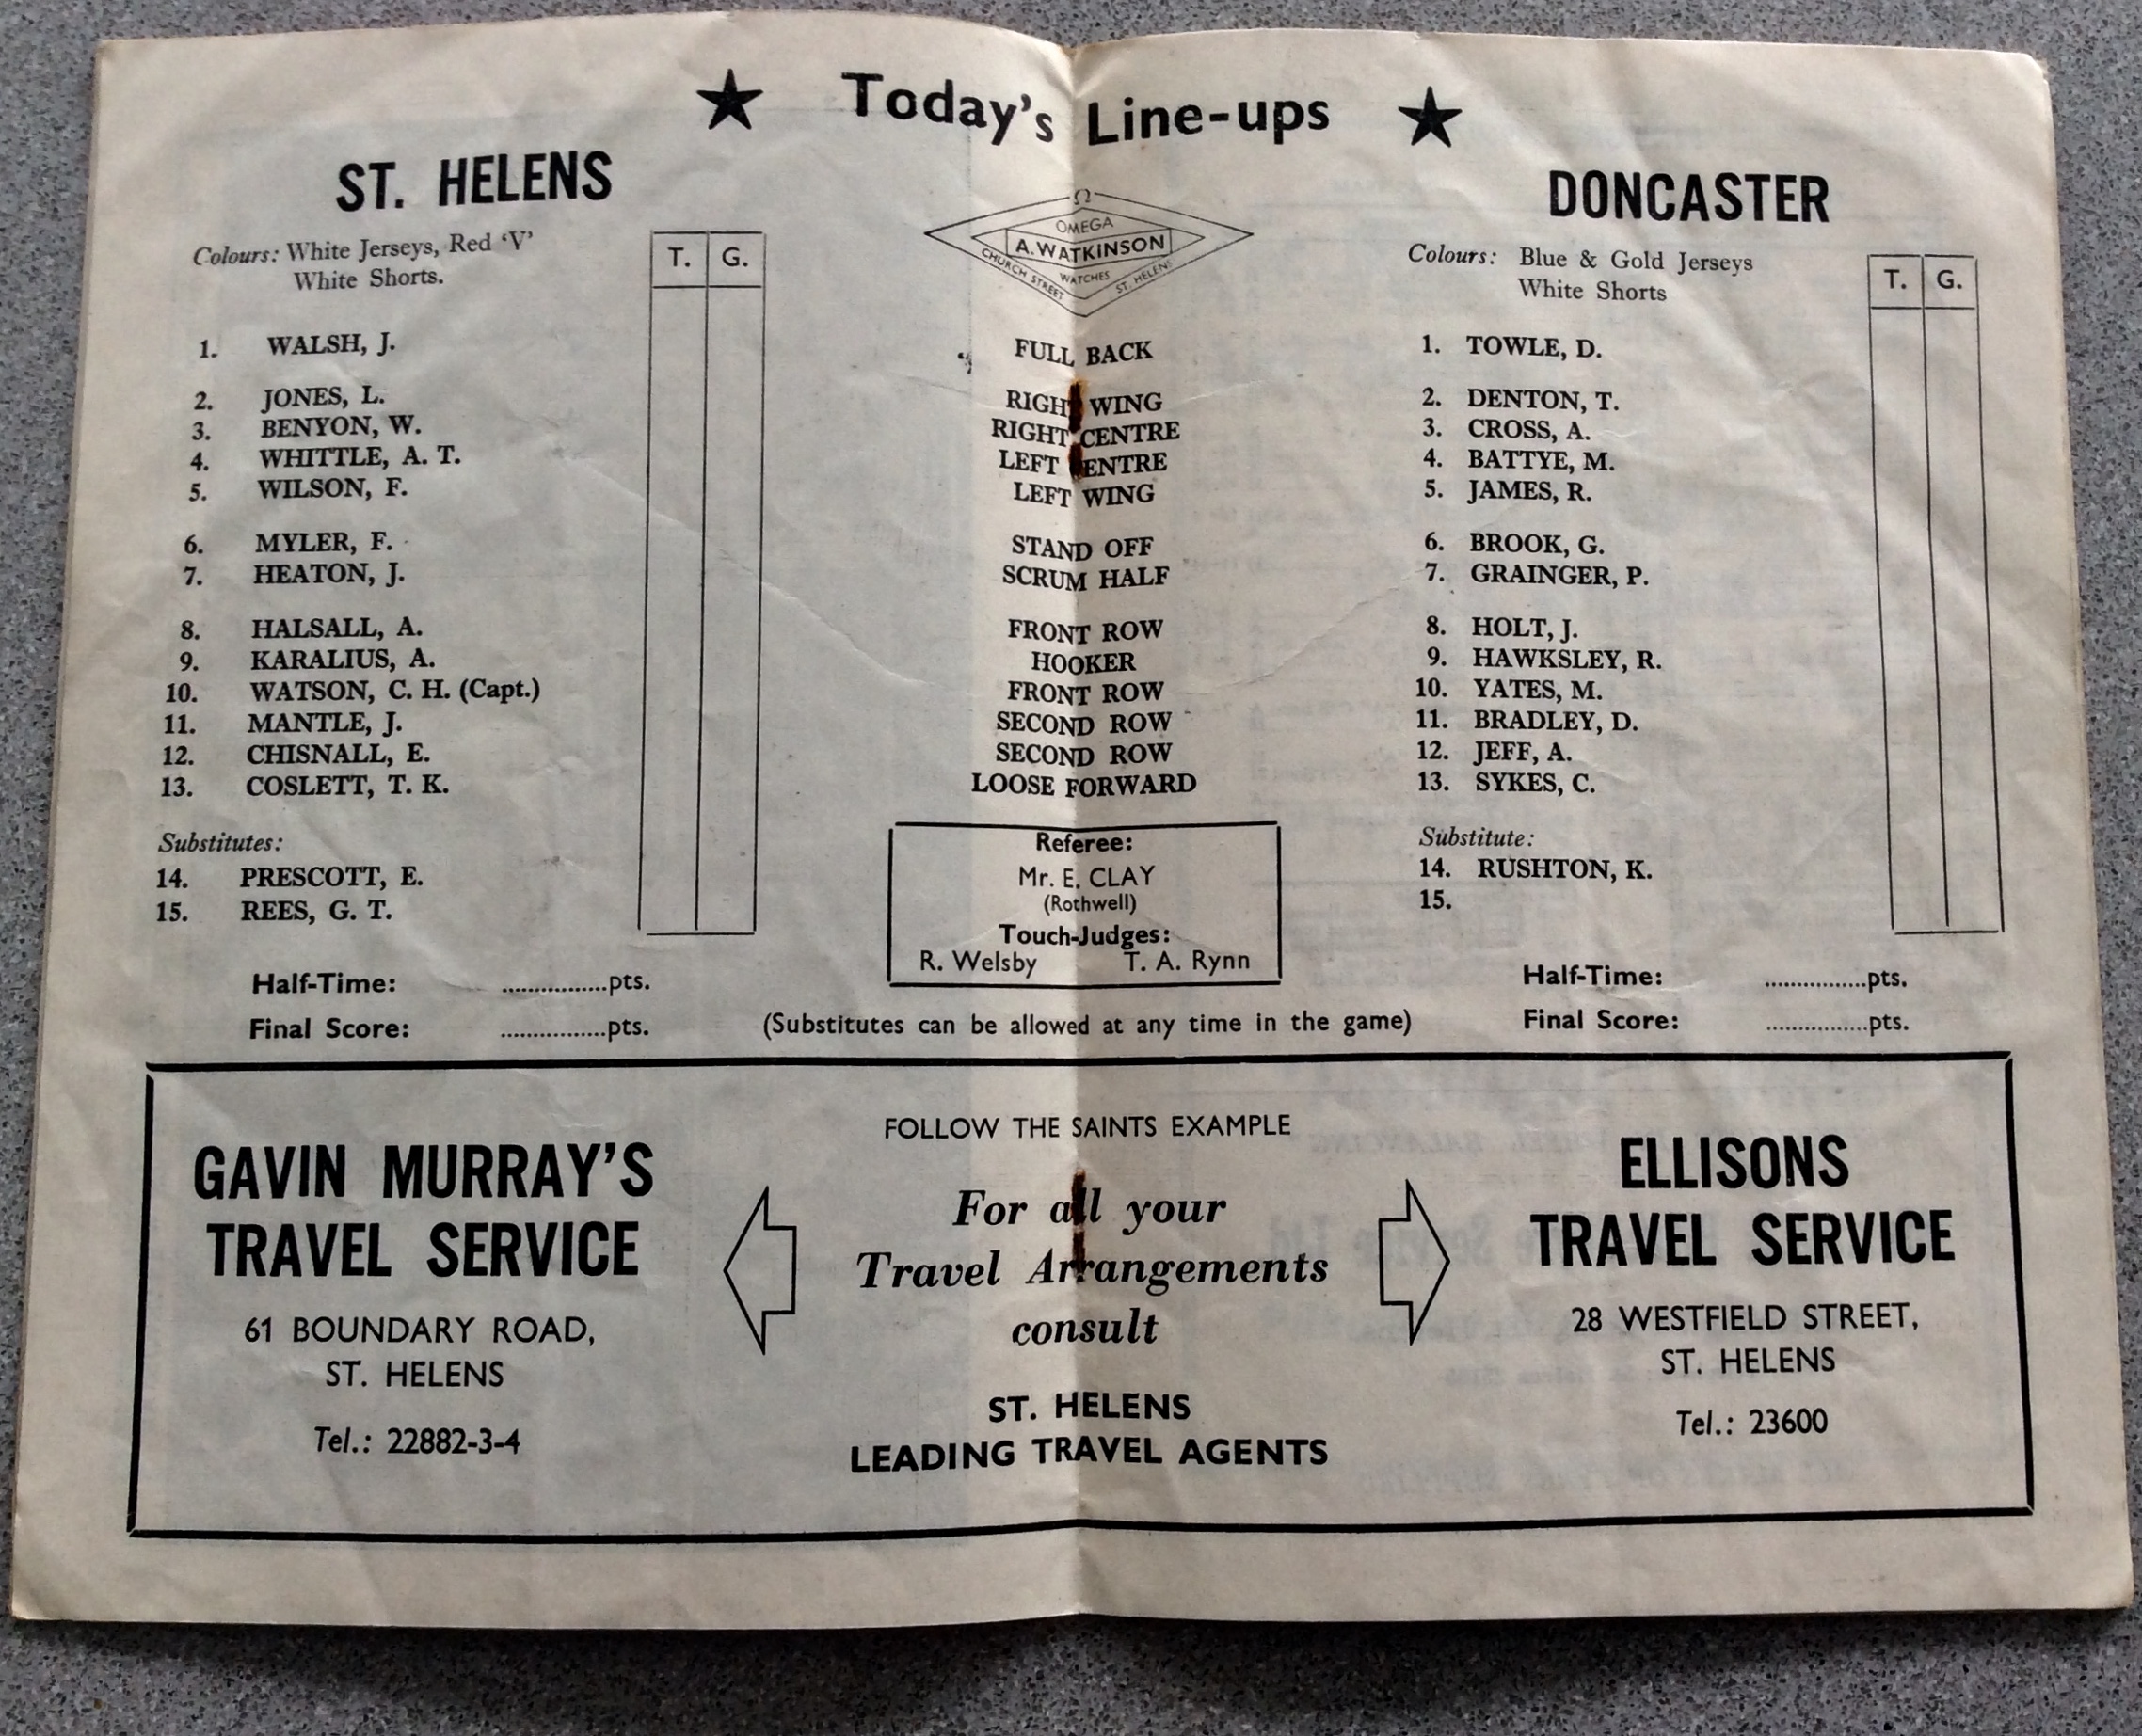 ★ Today's Line-ups ★
ST. HELENS
Colours: White Jerseys, Red 'V'
White Shorts.
T. G.
1. WALSH, J.
2. JONES, L.
3. BENYON, W.
4. WHITTLE, A. T.
5. WILSON, F.
6. MYLER, F.
7. HEATON, J.
8. HALSALL, A.
9. KARALIUS, A.
10. WATSON, C. H. (Capt.)
11. MANTLE, J.
12. CHISNALL, E.
13. COSLETT, T. K.
Substitutes:
14. PRESCOTT, E.
15. REES, G. T.
Half-Time: ................pts.
Final Score: ................pts.
Ω
OMEGA
A. WATKINSON
WATCHES
CHURCH STREET
ST. HELENS
FULL BACK
RIGHT WING
RIGHT CENTRE
LEFT CENTRE
LEFT WING
STAND OFF
SCRUM HALF
FRONT ROW
HOOKER
FRONT ROW
SECOND ROW
SECOND ROW
LOOSE FORWARD
Referee:
Mr. E. CLAY
(Rothwell)
Touch-Judges:
R. Welsby T. A. Rynn
(Substitutes can be allowed at any time in the game)
DONCASTER
Colours: Blue & Gold Jerseys
White Shorts
T. G.
1. TOWLE, D.
2. DENTON, T.
3. CROSS, A.
4. BATTYE, M.
5. JAMES, R.
6. BROOK, G.
7. GRAINGER, P.
8. HOLT, J.
9. HAWKSLEY, R.
10. YATES, M.
11. BRADLEY, D.
12. JEFF, A.
13. SYKES, C.
Substitute:
14. RUSHTON, K.
15.
Half-Time: ................pts.
Final Score: ................pts.
GAVIN MURRAY'S
TRAVEL SERVICE
61 BOUNDARY ROAD,
ST. HELENS
Tel.: 22882-3-4
FOLLOW THE SAINTS EXAMPLE
For all your
Travel Arrangements
consult
ST. HELENS
LEADING TRAVEL AGENTS
ELLISONS
TRAVEL SERVICE
28 WESTFIELD STREET,
ST. HELENS
Tel.: 23600